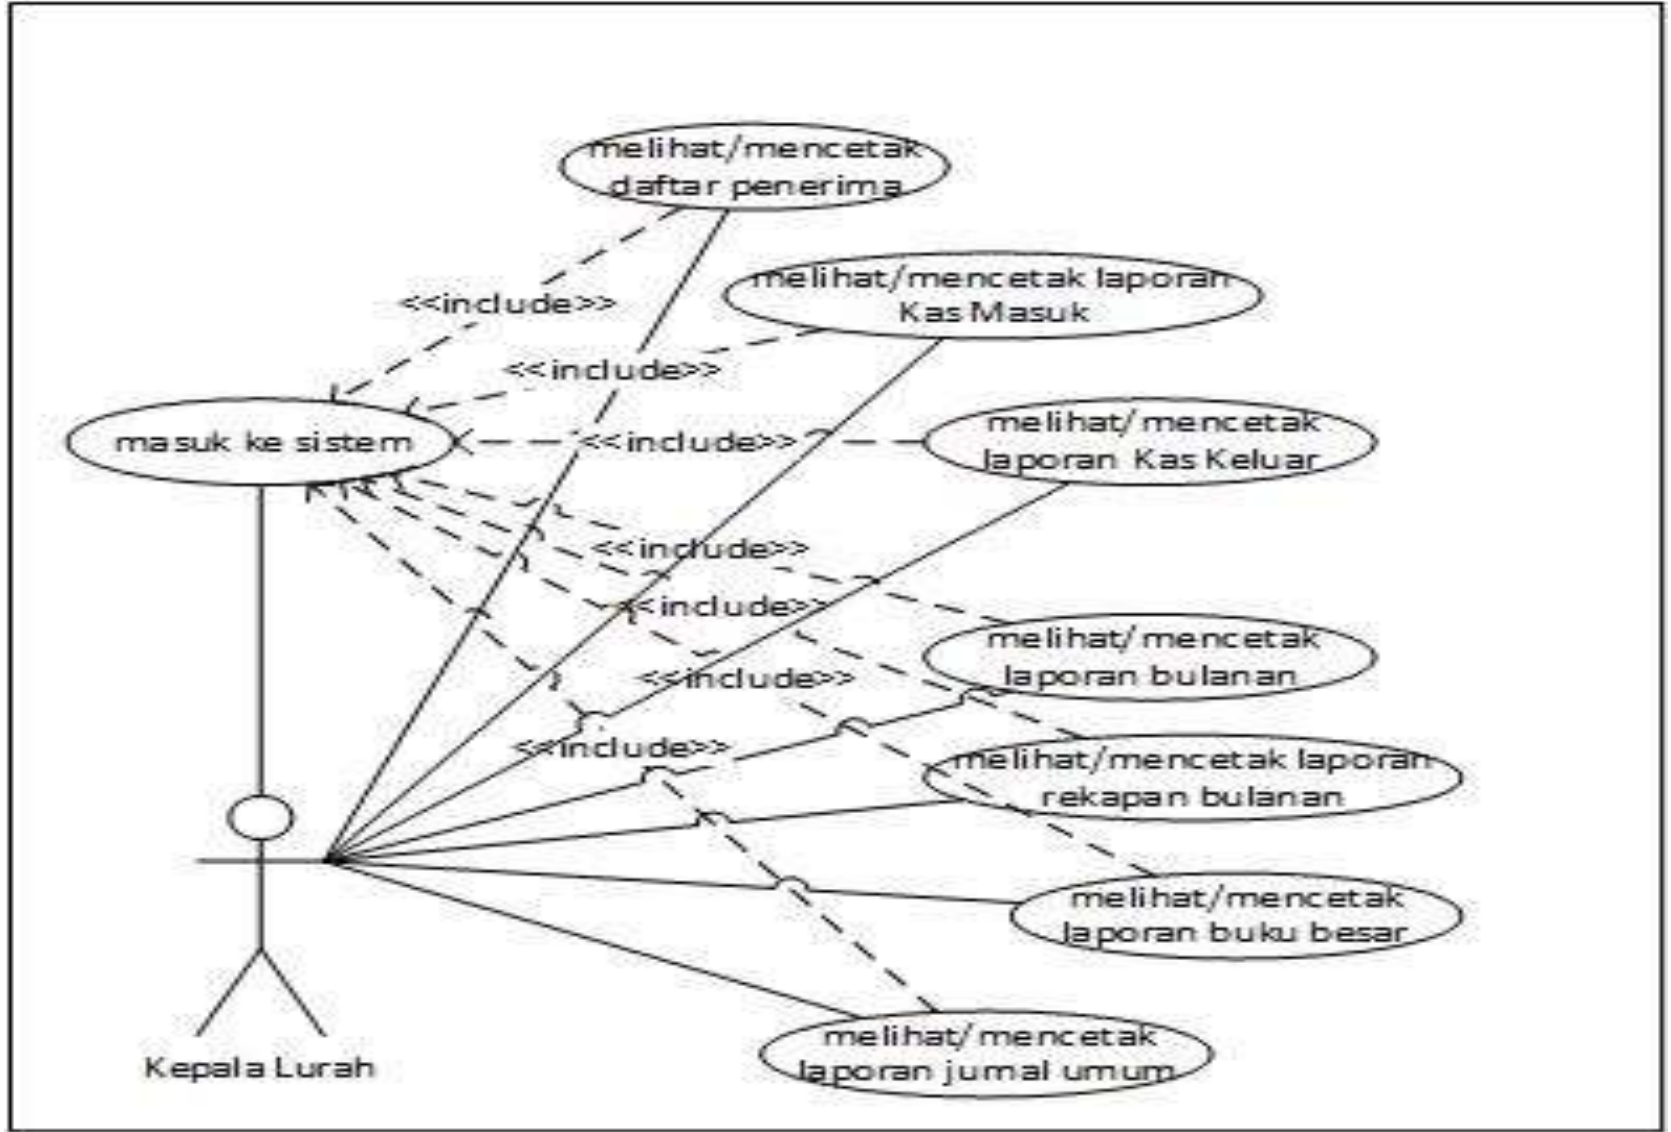 melihat/mencetak
daftar penerima
<<include>>
melihat/mencetak laporan
Kas Masuk
<<include>>
masuk ke sistem
<<include>>
melihat/mencetak
laporan Kas Keluar
<<include>>
<<include>>
melihat/mencetak
laporan bulanan
<<include>>
<<include>>
melihat/mencetak laporan
rekapan bulanan
melihat/mencetak
laporan buku besar
melihat/mencetak
laporan jurnal umum
Kepala Lurah